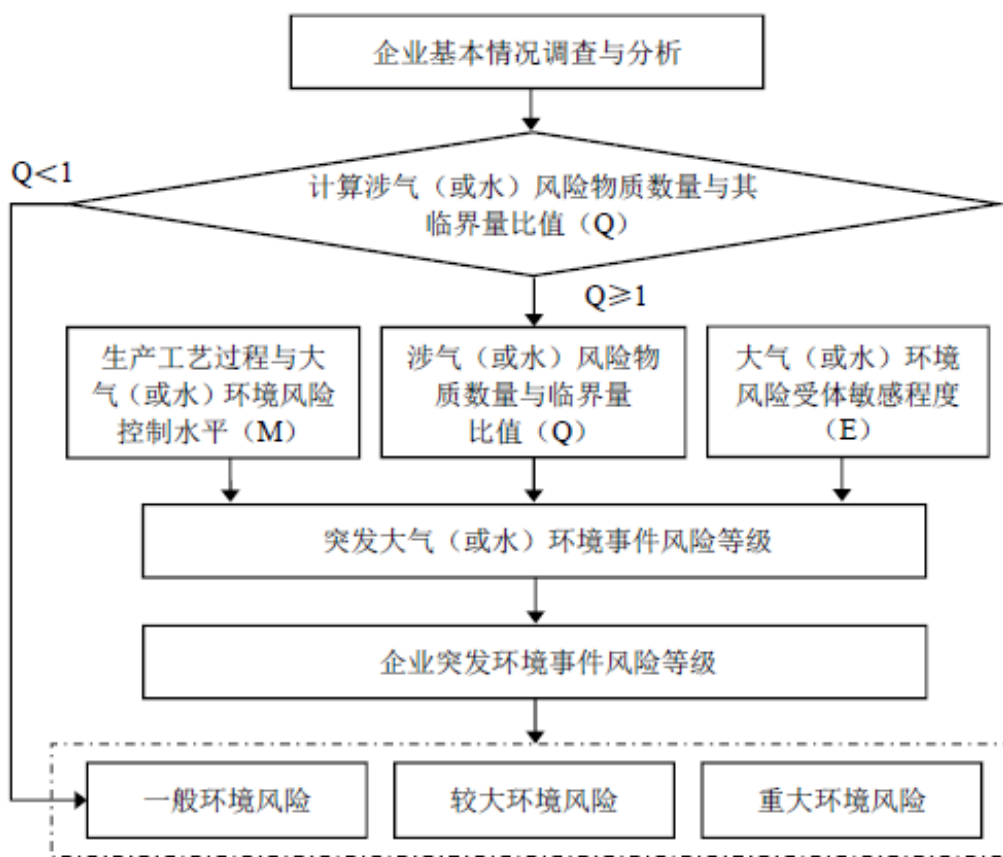 企业基本情况调查与分析
Q<1
计算涉气（或水）风险物质数量与其
临界量比值（Q）
Q≥1
生产工艺过程与大
气（或水）环境风险
控制水平（M）
涉气（或水）风险物
质数量与临界量
比值（Q）
大气（或水）环境
风险受体敏感程度
（E）
突发大气（或水）环境事件风险等级
企业突发环境事件风险等级
一般环境风险
较大环境风险
重大环境风险